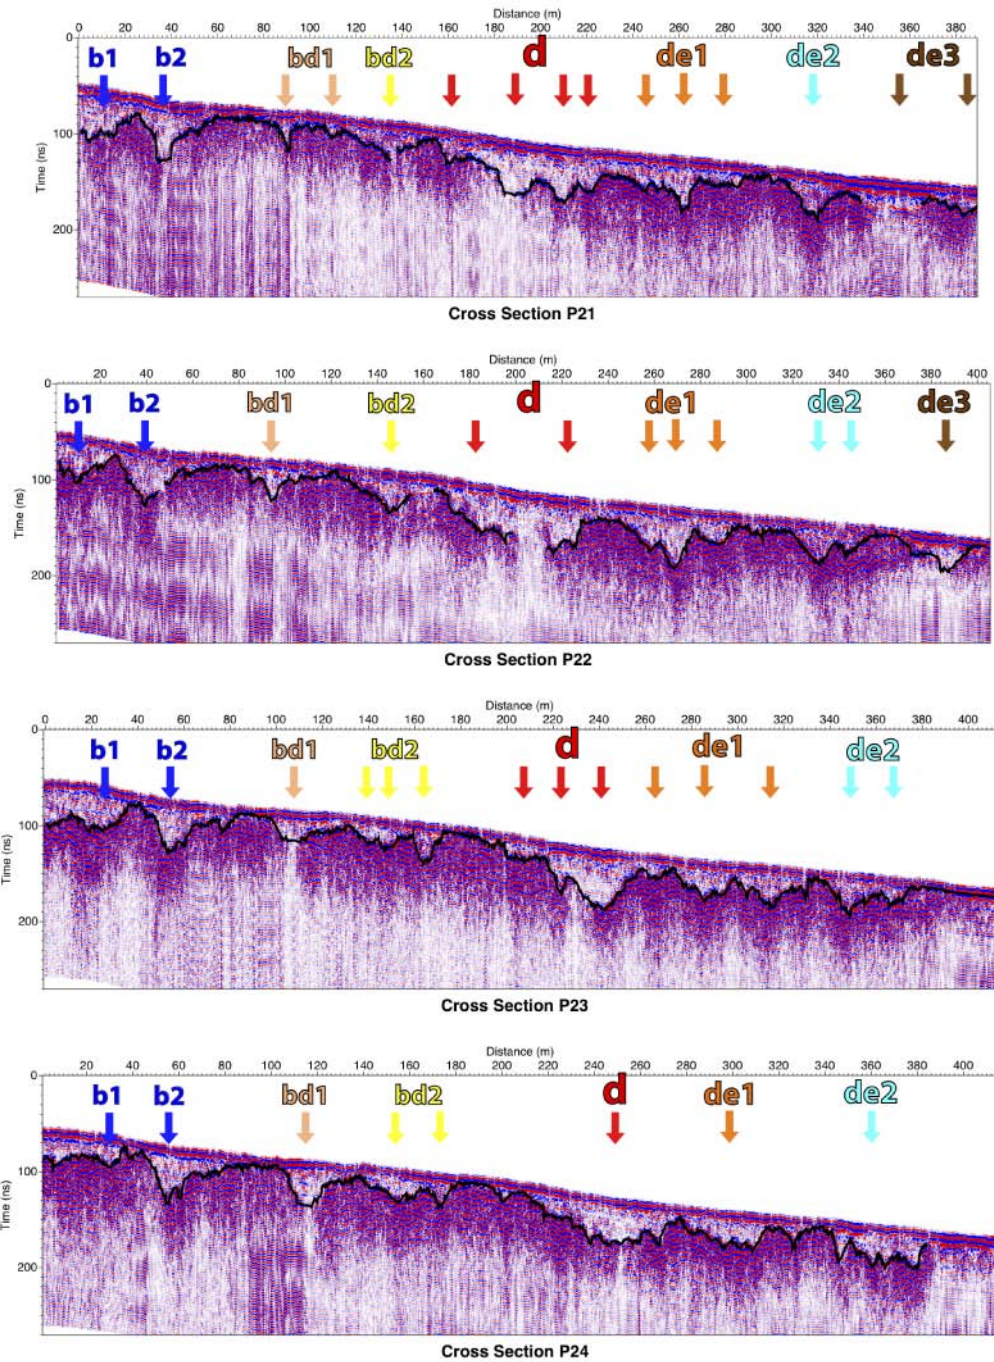 Distance (m)
0 20 40 60 80 100 120 140 160 180 200 220 240 260 280 300 320 340 360 380
0
b1 b2 bd1 bd2 d de1 de2 de3
100
Time (ns)
200
Cross Section P21
Distance (m)
20 40 60 80 100 120 140 160 180 200 220 240 260 280 300 320 340 360 380 400
0
b1 b2 bd1 bd2 d de1 de2 de3
100
Time (ns)
200
Cross Section P22
Distance (m)
0 20 40 60 80 100 120 140 160 180 200 220 240 260 280 300 320 340 360 380 400
0
b1 b2 bd1 bd2 d de1 de2
100
Time (ns)
200
Cross Section P23
Distance (m)
20 40 60 80 100 120 140 160 180 200 220 240 260 280 300 320 340 360 380 400
0
b1 b2 bd1 bd2 d de1 de2
100
Time (ns)
200
Cross Section P24